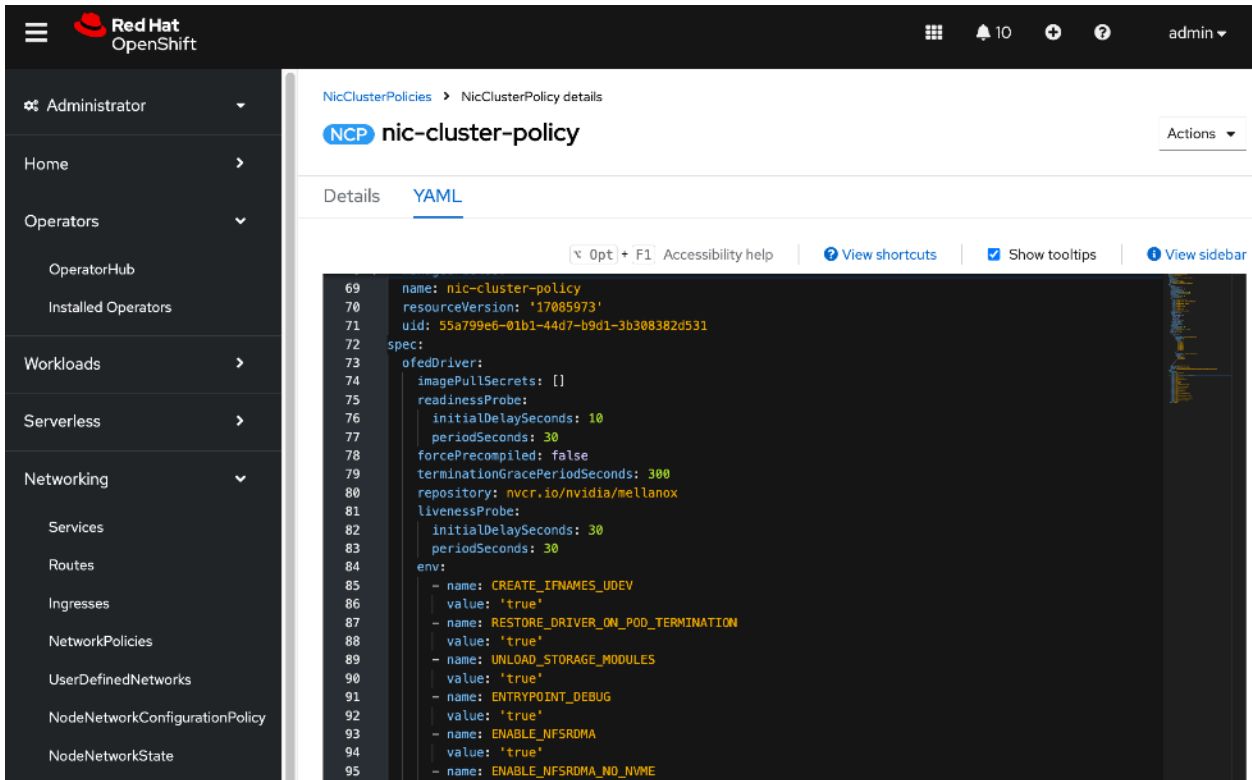 Red Hat
OpenShift
10
admin
Administrator
Home
Operators
OperatorHub
Installed Operators
Workloads
Serverless
Networking
Services
Routes
Ingresses
NetworkPolicies
UserDefinedNetworks
NodeNetworkConfigurationPolicy
NodeNetworkState
NicClusterPolicies > NicClusterPolicy details
NCP nic-cluster-policy
Actions
Details YAML
⌥ Opt + F1 Accessibility help View shortcuts Show tooltips View sidebar
69 name: nic-cluster-policy
70 resourceVersion: '17085973'
71 uid: 55a799e6-01b1-44d7-b9d1-3b308382d531
72 spec:
73 ofedDriver:
74 imagePullSecrets: []
75 readinessProbe:
76 initialDelaySeconds: 10
77 periodSeconds: 30
78 forcePrecompiled: false
79 terminationGracePeriodSeconds: 300
80 repository: nvcr.io/nvidia/mellanox
81 livenessProbe:
82 initialDelaySeconds: 30
83 periodSeconds: 30
84 env:
85 - name: CREATE_IFNAMES_UDEV
86 value: 'true'
87 - name: RESTORE_DRIVER_ON_POD_TERMINATION
88 value: 'true'
89 - name: UNLOAD_STORAGE_MODULES
90 value: 'true'
91 - name: ENTRYPOINT_DEBUG
92 value: 'true'
93 - name: ENABLE_NFSRDMA
94 value: 'true'
95 - name: ENABLE_NFSRDMA_NO_NVME